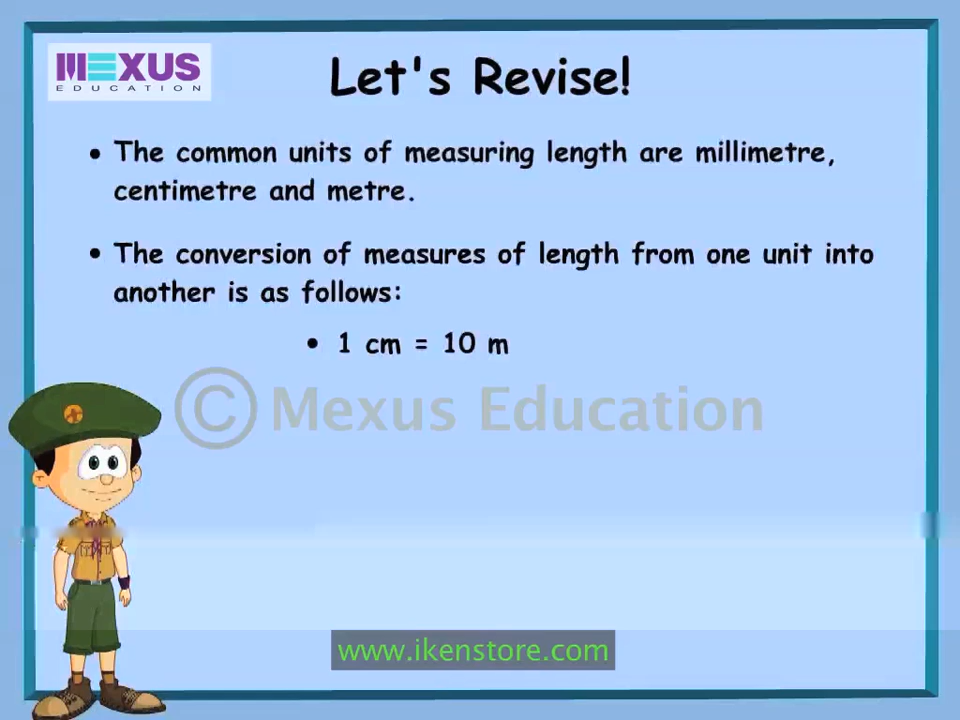 MEXUS
EDUCATION
Let's Revise!
• The common units of measuring length are millimetre,
centimetre and metre.
• The conversion of measures of length from one unit into
another is as follows:
• 1 cm = 10 m
© Mexus Education
www.ikenstore.com